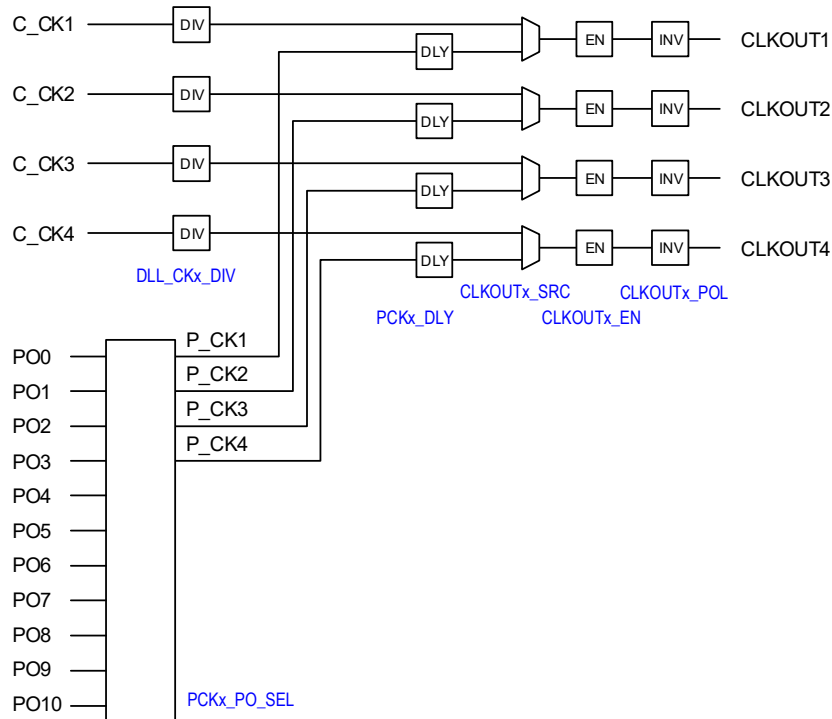 C_CK1 DIV
DLY EN INV CLKOUT1
C_CK2 DIV
DLY EN INV CLKOUT2
C_CK3 DIV
DLY EN INV CLKOUT3
C_CK4 DIV
DLY EN INV CLKOUT4
DLL_CKx_DIV
CLKOUTx_SRC CLKOUTx_POL
PCKx_DLY CLKOUTx_EN
P_CK1
PO0
P_CK2
PO1
P_CK3
PO2
P_CK4
PO3
PO4
PO5
PO6
PO7
PO8
PO9
PO10 PCKx_PO_SEL